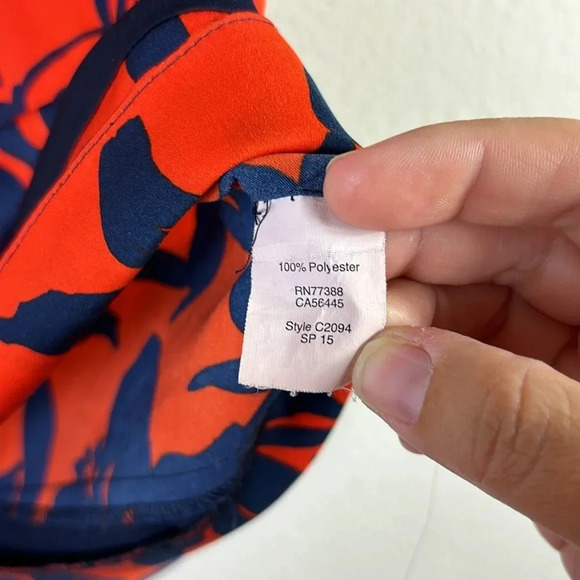 100% Polyester
RN77388
CA56445
Style C2094
SP 15